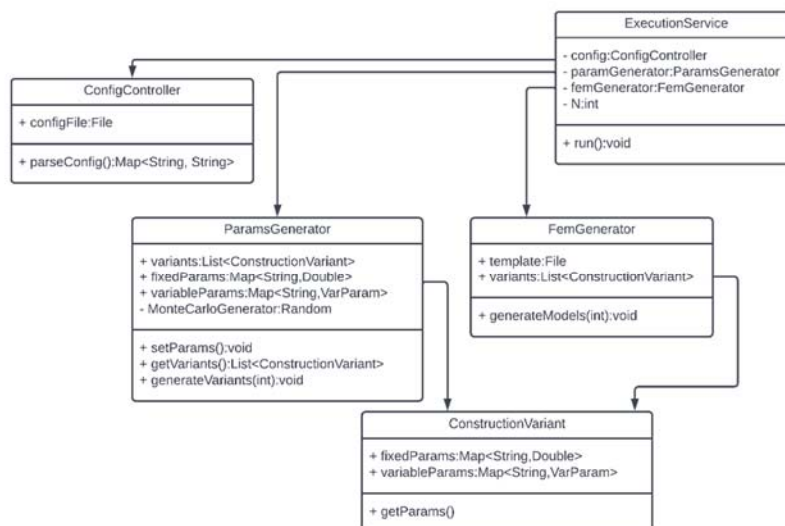 ExecutionService
- config:ConfigController
- paramGenerator:ParamsGenerator
- femGenerator:FemGenerator
- N:int
+ run():void
ConfigController
+ configFile:File
+ parseConfig():Map<String, String>
ParamsGenerator
+ variants:List<ConstructionVariant>
+ fixedParams:Map<String,Double>
+ variableParams:Map<String,VarParam>
- MonteCarloGenerator:Random
+ setParams():void
+ getVariants():List<ConstructionVariant>
+ generateVariants(int):void
FemGenerator
+ template:File
+ variants:List<ConstructionVariant>
+ generateModels(int):void
ConstructionVariant
+ fixedParams:Map<String,Double>
+ variableParams:Map<String,VarParam>
+ getParams()